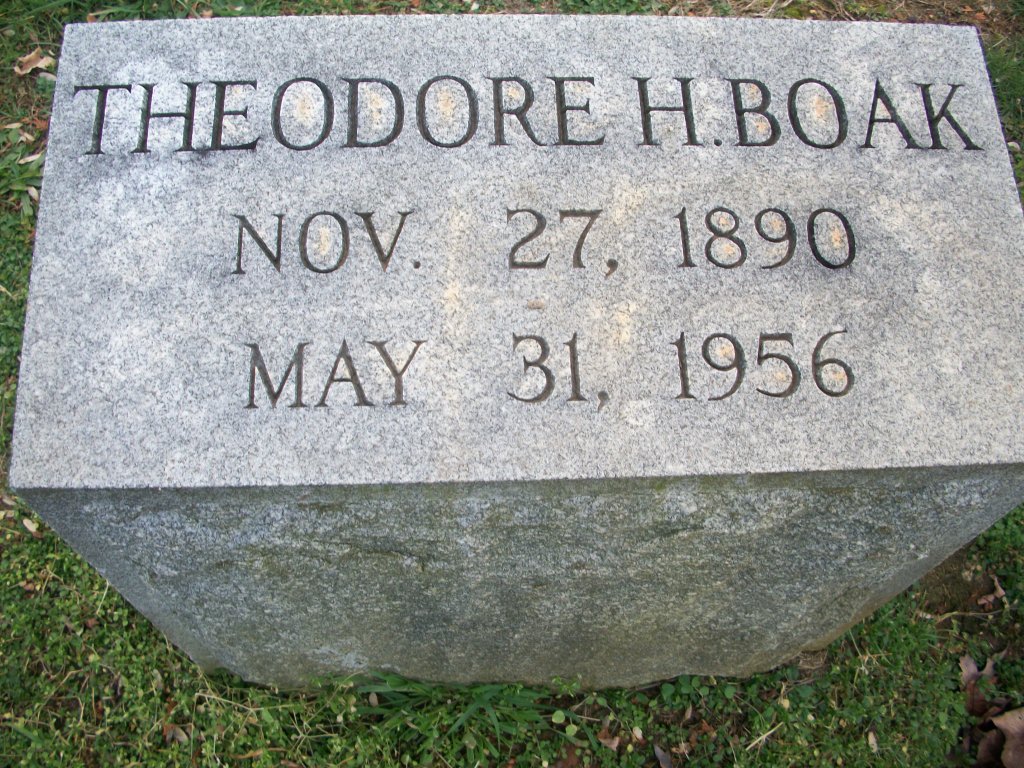 THEODORE H. BOAK
NOV. 27, 1890
MAY 31, 1956